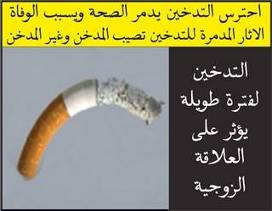 احترس التدخين يدمر الصحة ويسبب الوفاة
الاثار المدمرة للتدخين تصيب المدخن وغير المدخن
التدخين
لفترة طويلة
يؤثر على
العلاقة
الزوجية